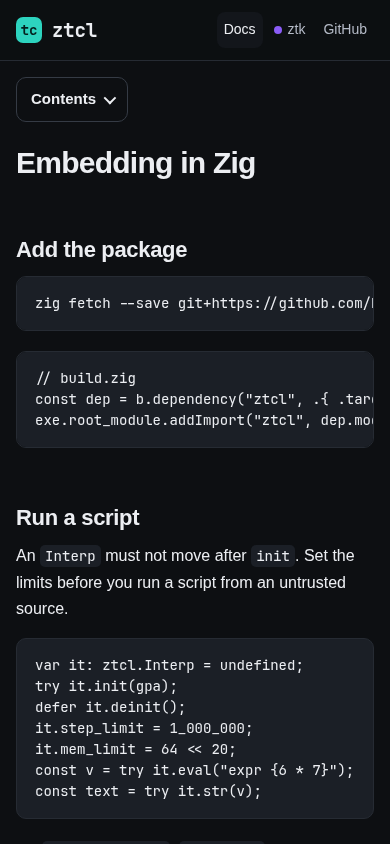 tc ztcl Docs ztk GitHub
Contents
Embedding in Zig
Add the package
zig fetch --save git+https://github.com/
// build.zig
const dep = b.dependency("ztcl", .{ .targ
exe.root_module.addImport("ztcl", dep.mod
Run a script
An Interp must not move after init. Set the
limits before you run a script from an untrusted
source.
var it: ztcl.Interp = undefined;
try it.init(gpa);
defer it.deinit();
it.step_limit = 1_000_000;
it.mem_limit = 64 << 20;
const v = try it.eval("expr {6 * 7}");
const text = try it.str(v);